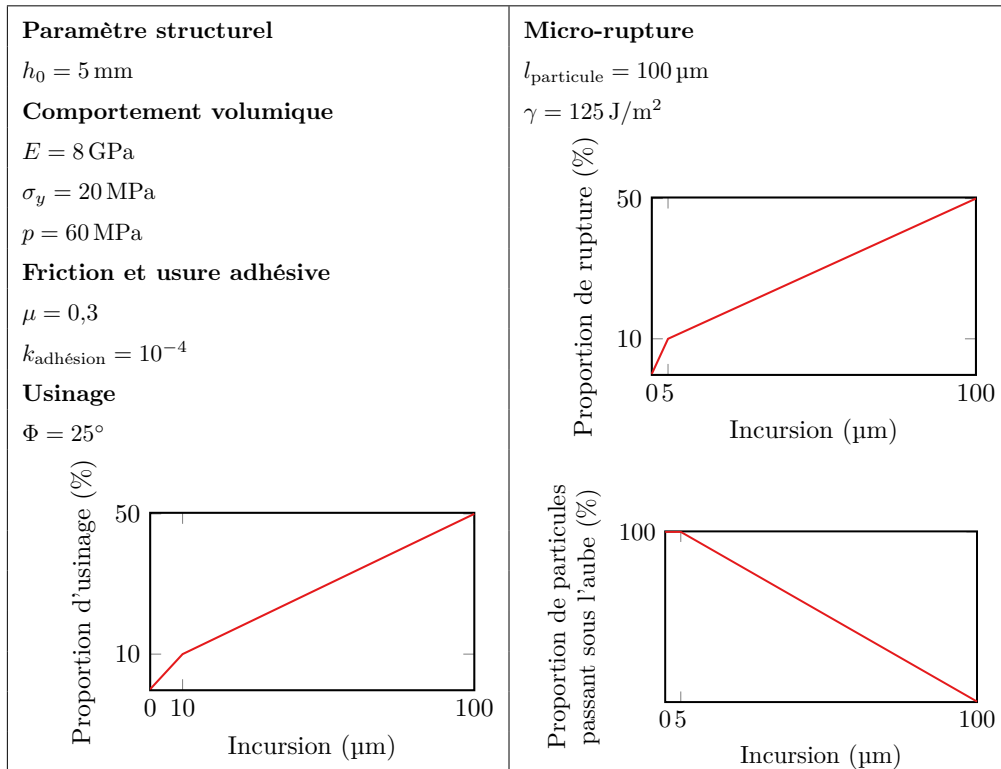 Paramètre structurel
h₀ = 5 mm
Comportement volumique
E = 8 GPa
σ_y = 20 MPa
p = 60 MPa
Friction et usure adhésive
μ = 0,3
k_adhésion = 10⁻⁴
Usinage
Φ = 25°
Proportion d'usinage (%)
50
10
0 10 100
Incursion (µm)
Micro-rupture
l_particule = 100 µm
γ = 125 J/m²
Proportion de rupture (%)
50
10
0 5 100
Incursion (µm)
Proportion de particules
passant sous l'aube (%)
100
0 5 100
Incursion (µm)